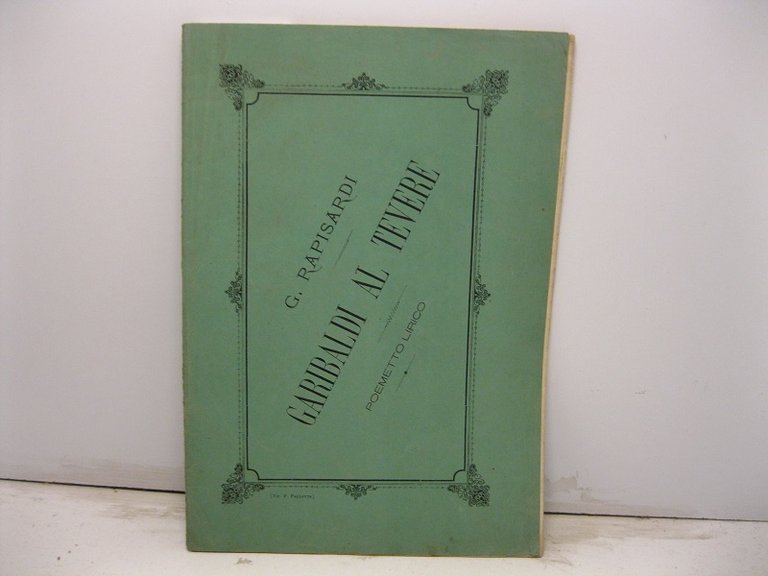 G. RAPISARDI
GARIBALDI AL TEVERE
POEMETTO LIRICO